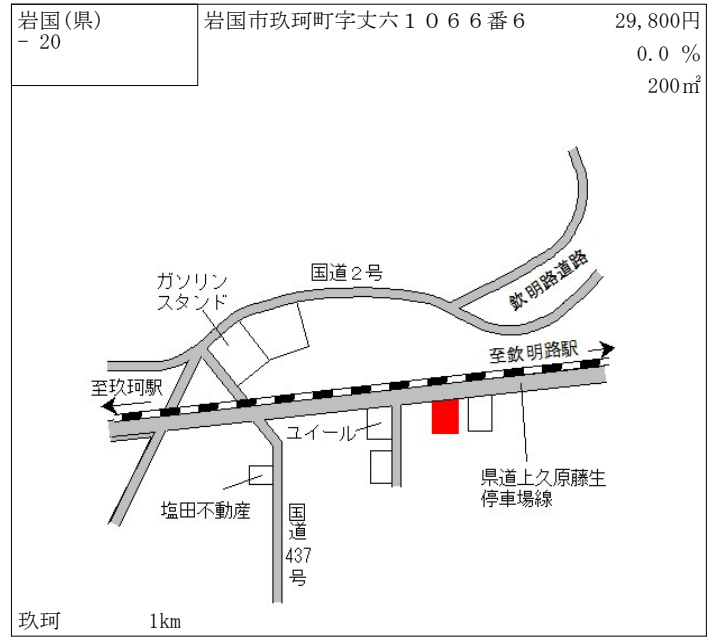 岩国(県)
- 20
岩国市玖珂町字丈六１０６６番６
29,800円
0.0 %
200㎡
ガソリン
スタンド
国道２号
欽明路道路
至欽明路駅
至玖珂駅
ユイール
県道上久原藤生
停車場線
塩田不動産
国道
437
号
玖珂 1km